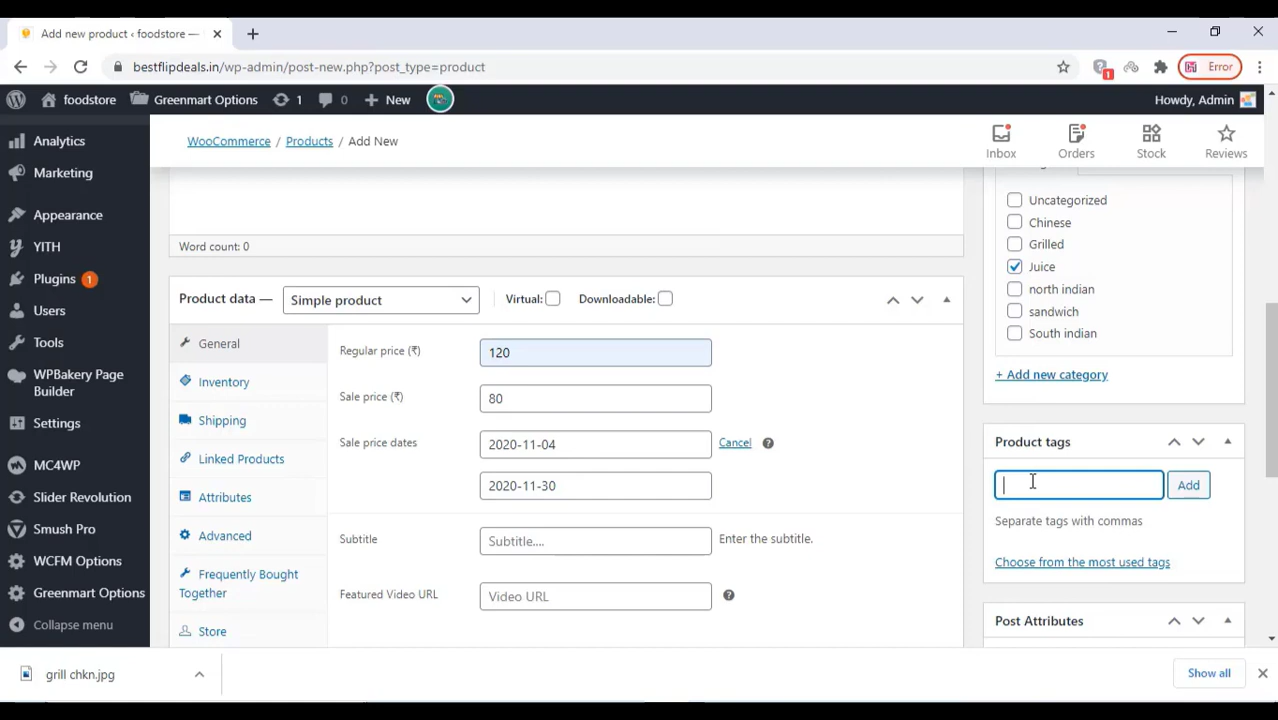 Add new product ‹ foodstore —
bestflipdeals.in/wp-admin/post-new.php?post_type=product
1
Error
foodstore
Greenmart Options
1
0
New
Howdy, Admin
Analytics
Marketing
Appearance
YITH
Plugins 1
Users
Tools
WPBakery Page
Builder
Settings
MC4WP
Slider Revolution
Smush Pro
WCFM Options
Greenmart Options
Collapse menu
WooCommerce / Products / Add New
Inbox
Orders
Stock
Reviews
Word count: 0
Product data —
Simple product
Virtual:
Downloadable:
General
Inventory
Shipping
Linked Products
Attributes
Advanced
Frequently Bought
Together
Store
Regular price (₹)
120
Sale price (₹)
80
Sale price dates
2020-11-04
Cancel
2020-11-30
Subtitle
Subtitle....
Enter the subtitle.
Featured Video URL
Video URL
Uncategorized
Chinese
Grilled
Juice
north indian
sandwich
South indian
+ Add new category
Product tags
Add
Separate tags with commas
Choose from the most used tags
Post Attributes
grill chkn.jpg
Show all